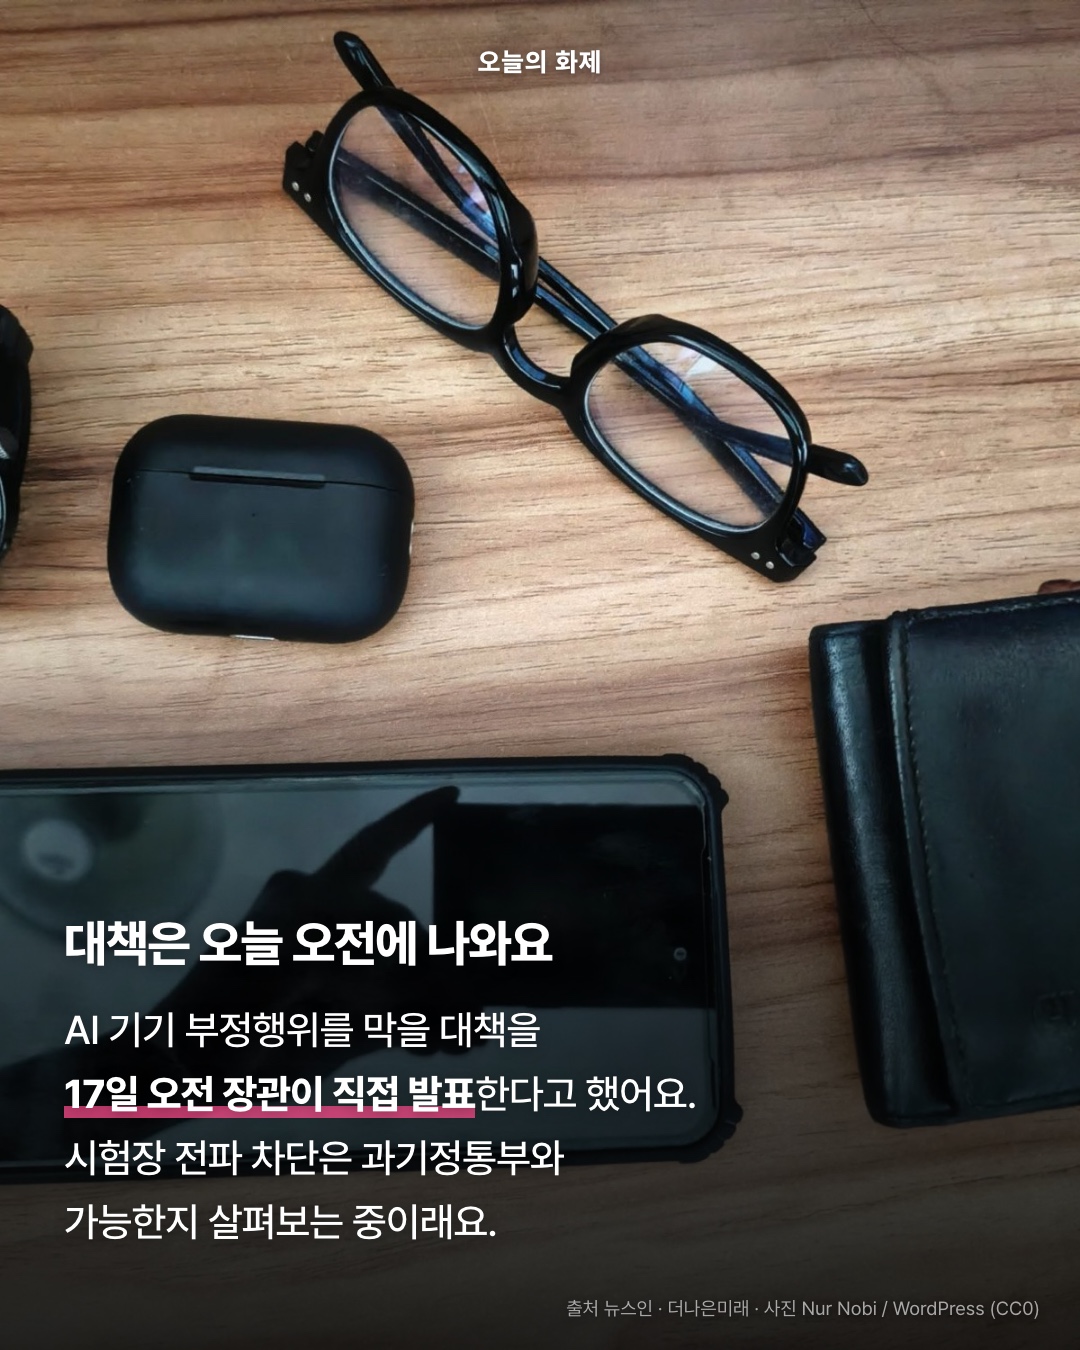 오늘의 화제
대책은 오늘 오전에 나와요
AI 기기 부정행위를 막을 대책을
17일 오전 장관이 직접 발표한다고 했어요.
시험장 전파 차단은 과기정통부와
가능한지 살펴보는 중이래요.
출처 뉴스인 · 더나은미래 · 사진 Nur Nobi / WordPress (CC0)